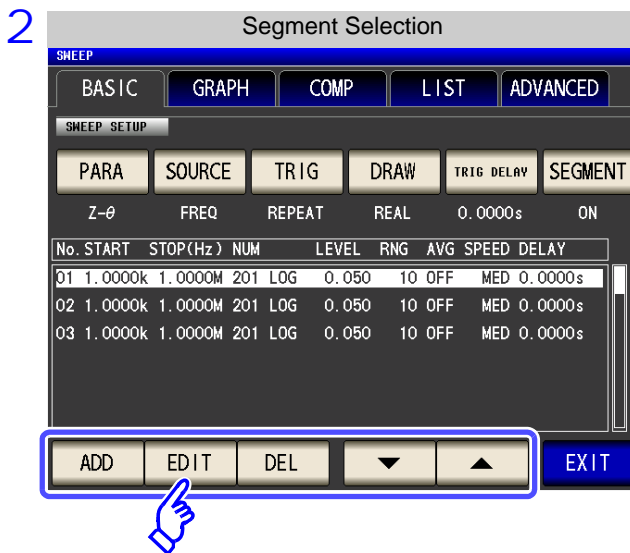 2
Segment Selection
SWEEP
BASIC GRAPH COMP LIST ADVANCED
SWEEP SETUP
PARA SOURCE TRIG DRAW TRIG DELAY SEGMENT
Z-θ FREQ REPEAT REAL 0.0000s ON
No. START STOP(Hz) NUM LEVEL RNG AVG SPEED DELAY
01 1.0000k 1.0000M 201 LOG 0.050 10 OFF MED 0.0000s
02 1.0000k 1.0000M 201 LOG 0.050 10 OFF MED 0.0000s
03 1.0000k 1.0000M 201 LOG 0.050 10 OFF MED 0.0000s
ADD EDIT DEL ▼ ▲ EXIT